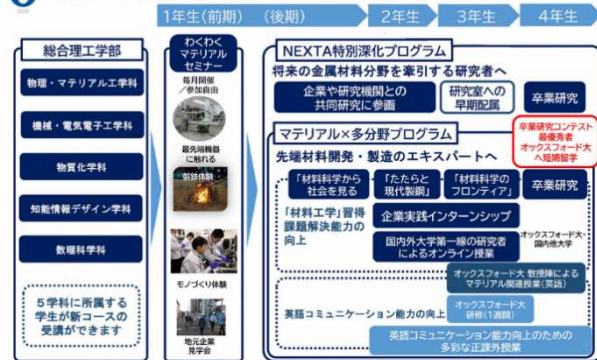 1年生(前期)
(後期)
2年生
3年生
4年生
総合理工学部
物理・マテリアル工学科
機械・電気電子工学科
物質化学科
知能情報デザイン学科
数理科学科
5学科に所属する
学生が新コースの
受講ができます
わくわく
マテリアル
セミナー
毎月開催
/参加自由
最先端機器
に触れる
製鉄体験
モノづくり体験
地元企業
見学会
NEXTA特別深化プログラム
将来の金属材料分野を牽引する研究者へ
企業や研究機関との
共同研究に参画
研究室への
早期配属
卒業研究
卒業研究コンテスト
最優秀者
オックスフォード大
へ短期留学
マテリアル×多分野プログラム
先端材料開発・製造のエキスパートへ
「材料科学から
社会を見る
「たたらと
現代製鋼」
「材料科学の
フロンティア」
卒業研究
「材料工学」習得
課題解決能力の
向上
企業実践インターンシップ
国内外大学第一線の研究者
によるオンライン授業
オックスフォード大・
国内他大学
オックスフォード大 教授陣による
マテリアル関連授業(英語)
英語コミュニケーション能力の向上
オックスフォード大
研修(1週間)
英語コミュニケーション能力向上のための
多彩な正課外授業